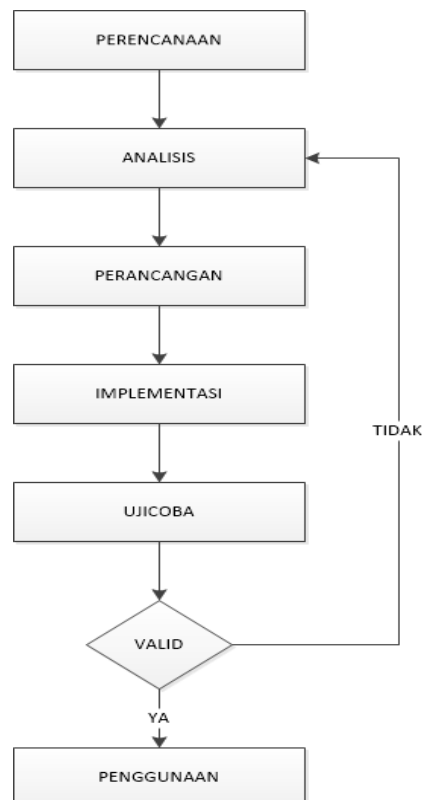 PERENCANAAN
ANALISIS
PERANCANGAN
IMPLEMENTASI
TIDAK
UJICOBA
VALID
YA
PENGGUNAAN